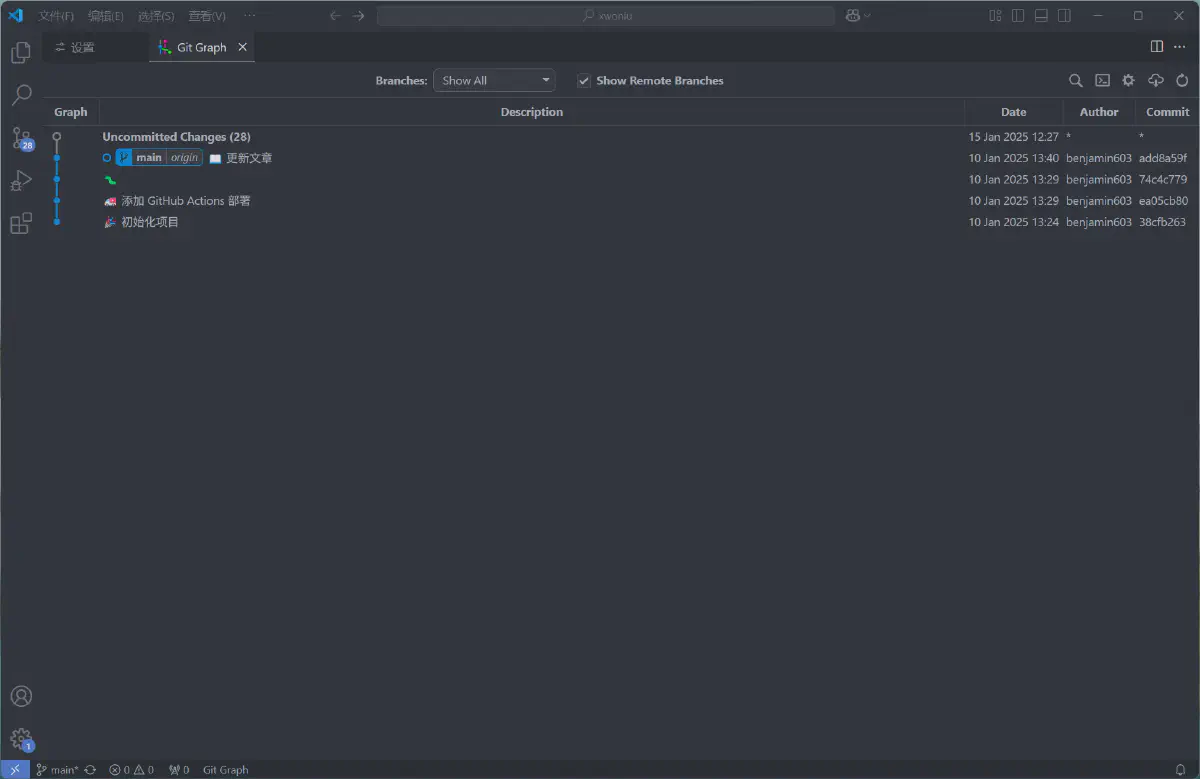 文件(F) 编辑(E) 选择(S) 查看(V) ··· xwoniu
设置 Git Graph
Branches: Show All Show Remote Branches
Graph Description Date Author Commit
Uncommitted Changes (28) 15 Jan 2025 12:27 * *
main origin 📖 更新文章 10 Jan 2025 13:40 benjamin603 add8a59f
10 Jan 2025 13:29 benjamin603 74c4c779
添加 GitHub Actions 部署 10 Jan 2025 13:29 benjamin603 ea05cb80
🎉 初始化项目 10 Jan 2025 13:24 benjamin603 38cfb263
28
1
main* 0 0 0 Git Graph